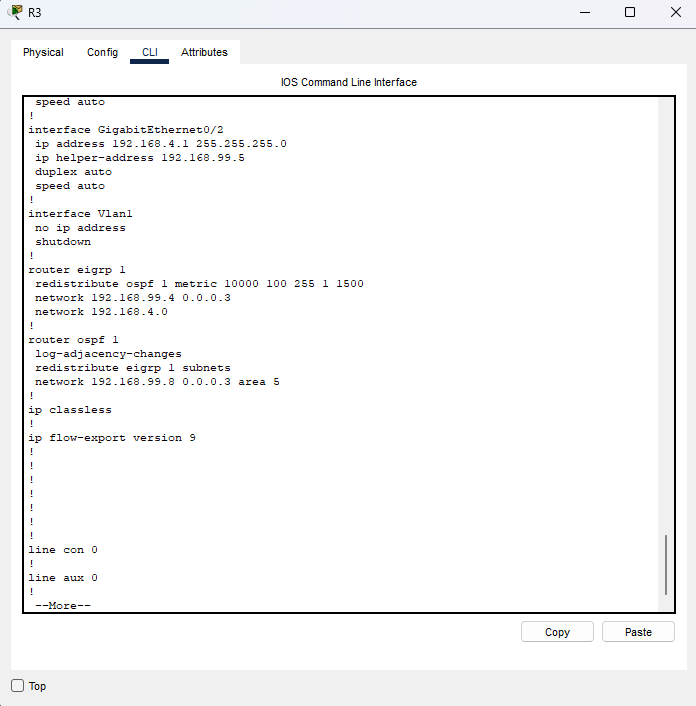 R3
Physical Config CLI Attributes
IOS Command Line Interface
speed auto
!
interface GigabitEthernet0/2
ip address 192.168.4.1 255.255.255.0
ip helper-address 192.168.99.5
duplex auto
speed auto
!
interface Vlan1
no ip address
shutdown
!
router eigrp 1
redistribute ospf 1 metric 10000 100 255 1 1500
network 192.168.99.4 0.0.0.3
network 192.168.4.0
!
router ospf 1
log-adjacency-changes
redistribute eigrp 1 subnets
network 192.168.99.8 0.0.0.3 area 5
!
ip classless
!
ip flow-export version 9
!
!
!
!
!
!
!
line con 0
!
line aux 0
!
--More--
Copy Paste
Top